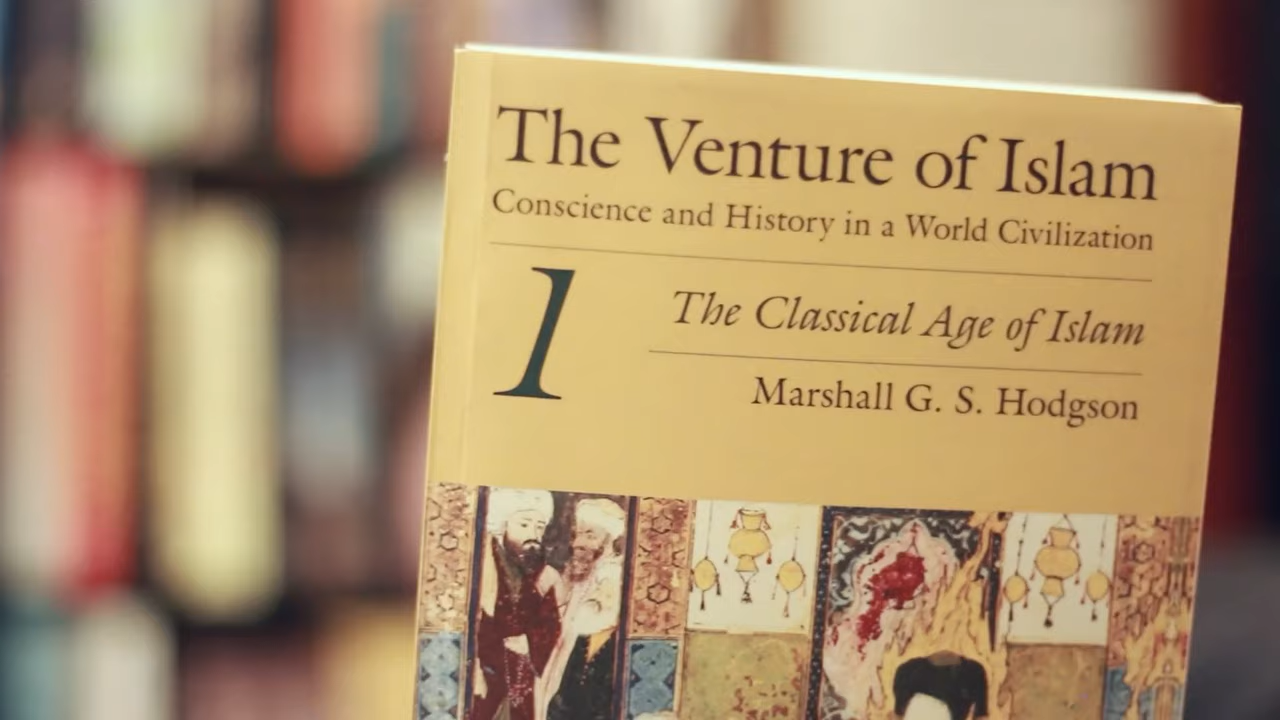 The Venture of Islam
Conscience and History in a World Civilization
1
The Classical Age of Islam
Marshall G. S. Hodgson